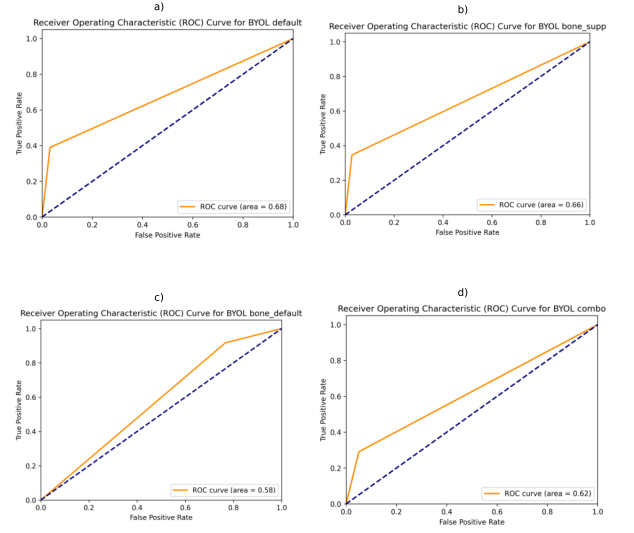 a)
Receiver Operating Characteristic (ROC) Curve for BYOL default
1.0
0.8
0.6
0.4
0.2
0.0
True Positive Rate
ROC curve (area = 0.68)
0.0 0.2 0.4 0.6 0.8 1.0
False Positive Rate
b)
Receiver Operating Characteristic (ROC) Curve for BYOL bone_supp
1.0
0.8
0.6
0.4
0.2
0.0
True Positive Rate
ROC curve (area = 0.66)
0.0 0.2 0.4 0.6 0.8 1.0
False Positive Rate
c)
Receiver Operating Characteristic (ROC) Curve for BYOL bone_default
1.0
0.8
0.6
0.4
0.2
0.0
True Positive Rate
ROC curve (area = 0.58)
0.0 0.2 0.4 0.6 0.8 1.0
False Positive Rate
d)
Receiver Operating Characteristic (ROC) Curve for BYOL combo
1.0
0.8
0.6
0.4
0.2
0.0
True Positive Rate
ROC curve (area = 0.62)
0.0 0.2 0.4 0.6 0.8 1.0
False Positive Rate